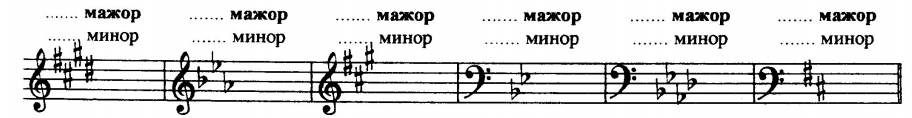 ....... мажор ....... мажор ....... мажор ....... мажор ....... мажор ....... мажор
....... минор ....... минор ....... минор ....... минор ....... минор ....... минор